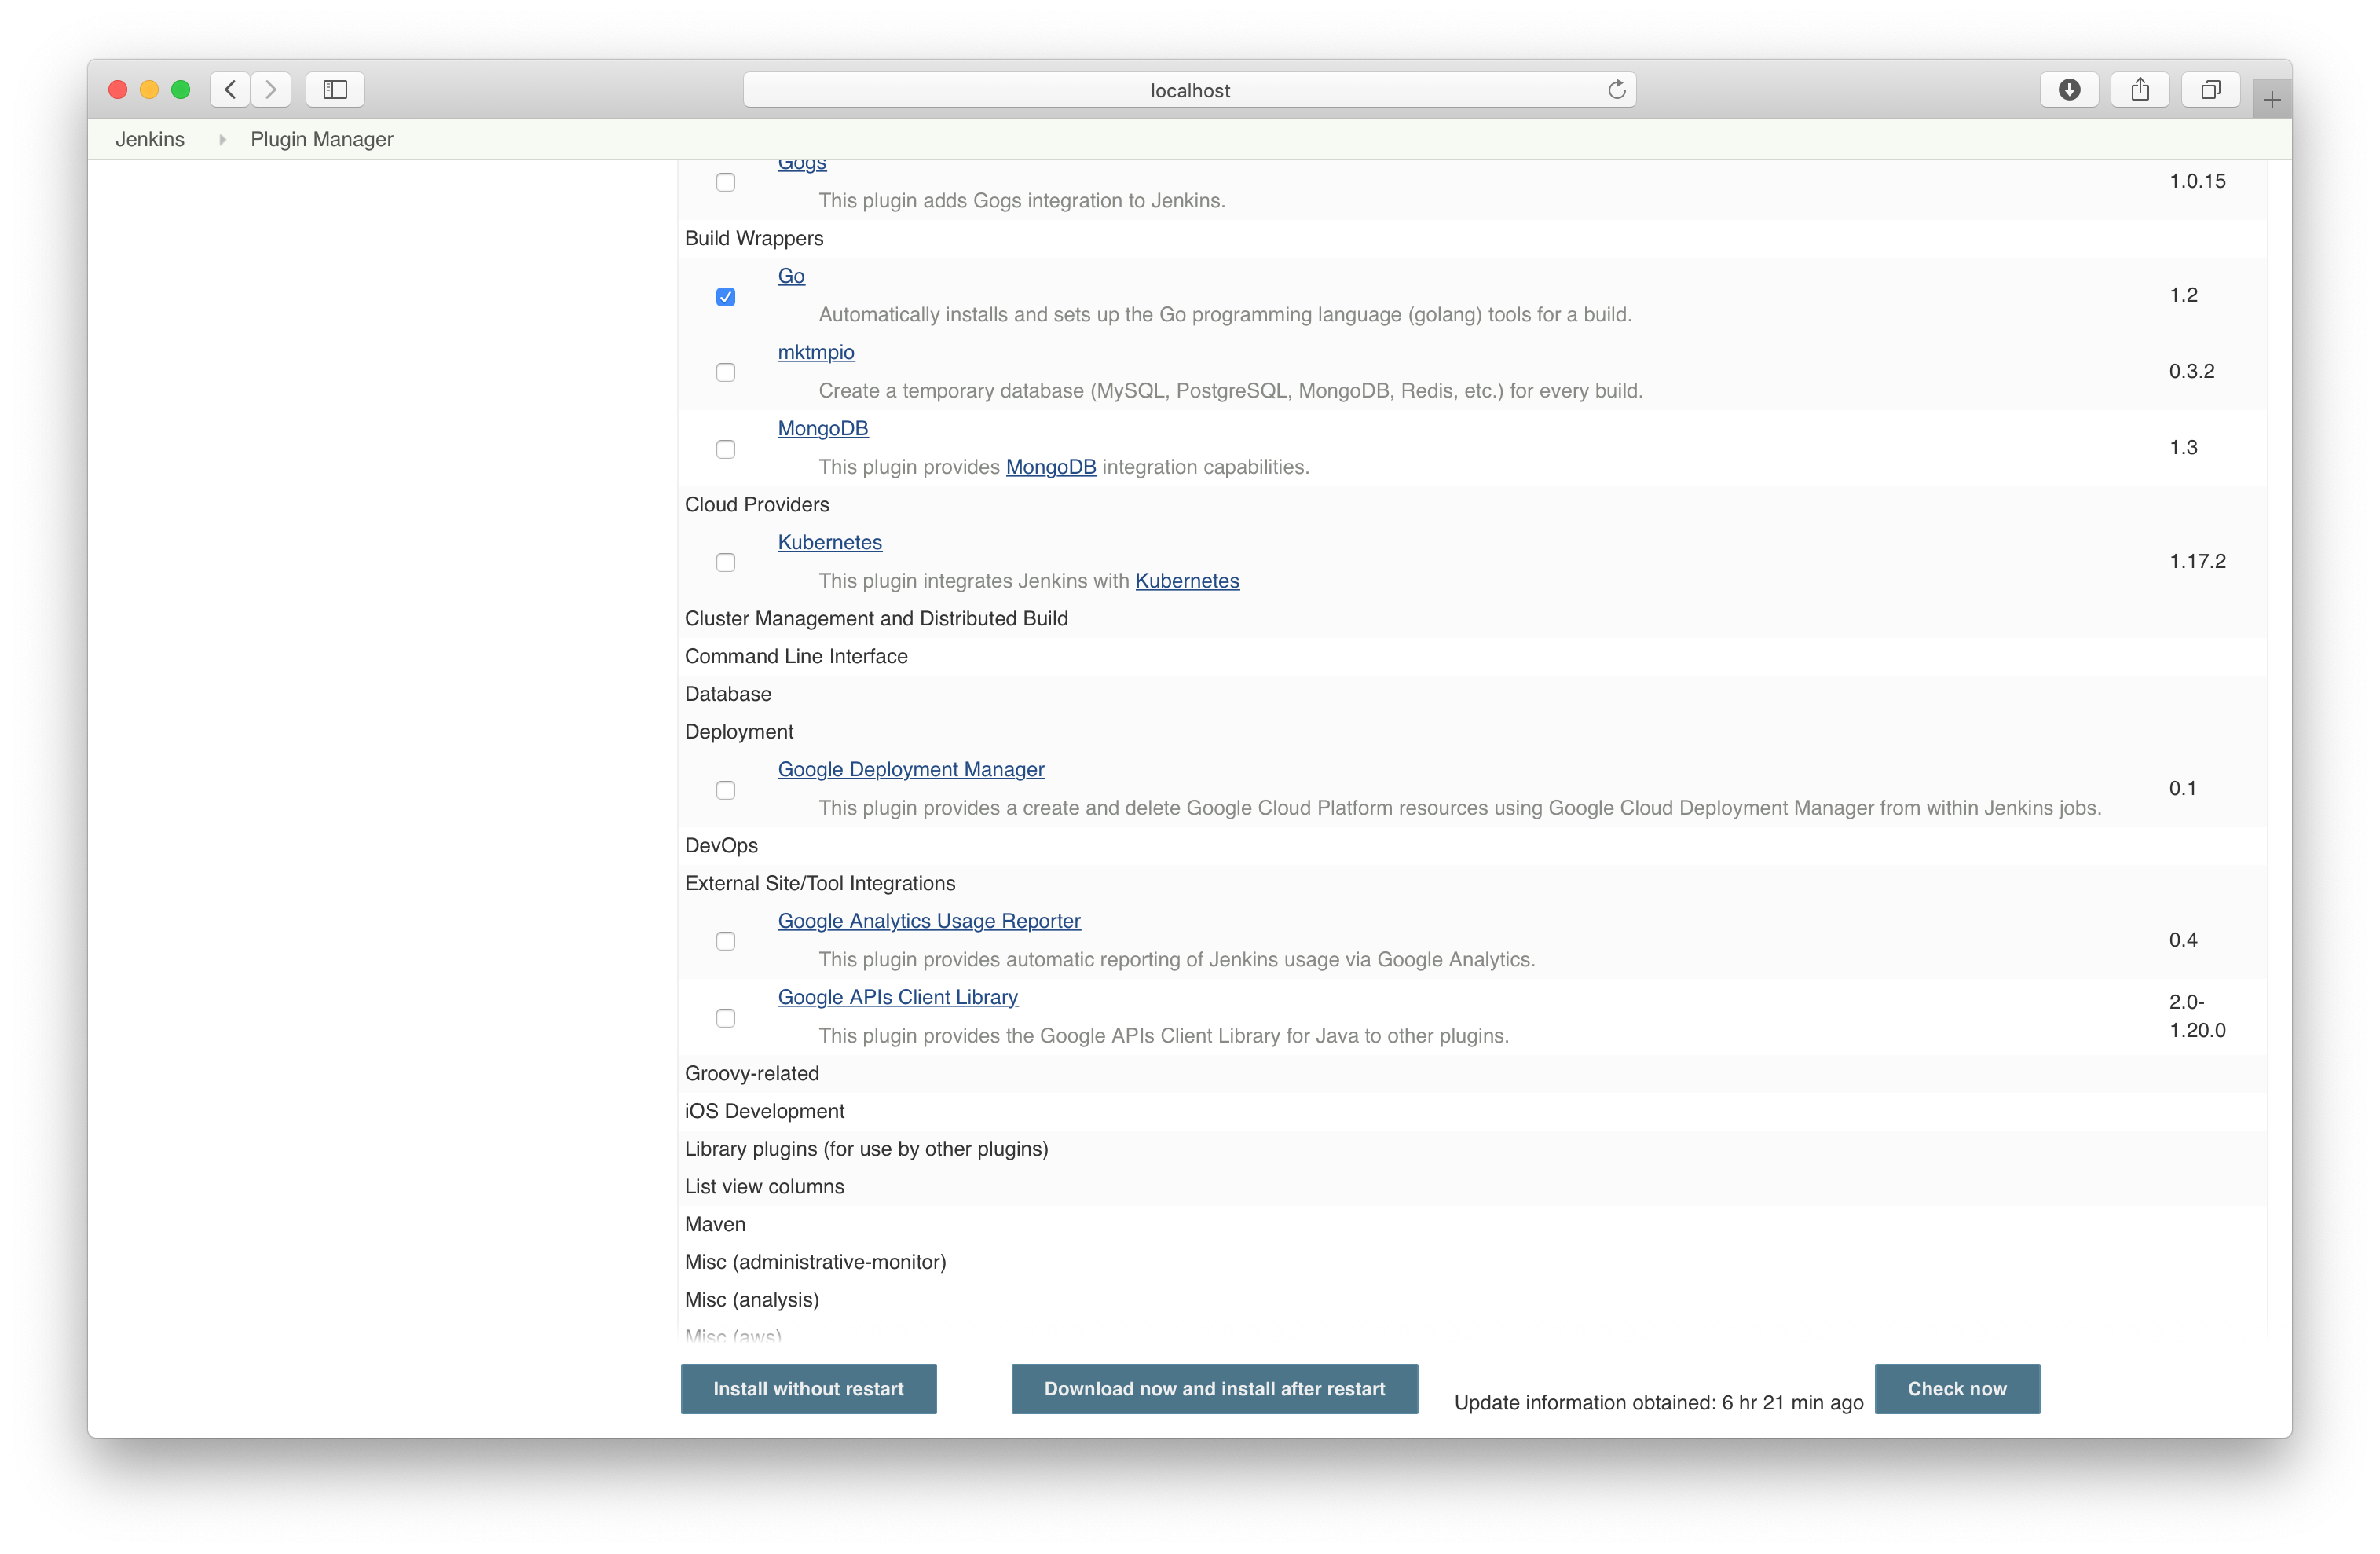 localhost
Jenkins Plugin Manager
Gogs
This plugin adds Gogs integration to Jenkins.
1.0.15
Build Wrappers
Go
Automatically installs and sets up the Go programming language (golang) tools for a build.
1.2
mktmpio
Create a temporary database (MySQL, PostgreSQL, MongoDB, Redis, etc.) for every build.
0.3.2
MongoDB
This plugin provides MongoDB integration capabilities.
1.3
Cloud Providers
Kubernetes
This plugin integrates Jenkins with Kubernetes
1.17.2
Cluster Management and Distributed Build
Command Line Interface
Database
Deployment
Google Deployment Manager
This plugin provides a create and delete Google Cloud Platform resources using Google Cloud Deployment Manager from within Jenkins jobs.
0.1
DevOps
External Site/Tool Integrations
Google Analytics Usage Reporter
This plugin provides automatic reporting of Jenkins usage via Google Analytics.
0.4
Google APIs Client Library
This plugin provides the Google APIs Client Library for Java to other plugins.
2.0-
1.20.0
Groovy-related
iOS Development
Library plugins (for use by other plugins)
List view columns
Maven
Misc (administrative-monitor)
Misc (analysis)
Misc (aws)
Install without restart
Download now and install after restart
Update information obtained: 6 hr 21 min ago
Check now